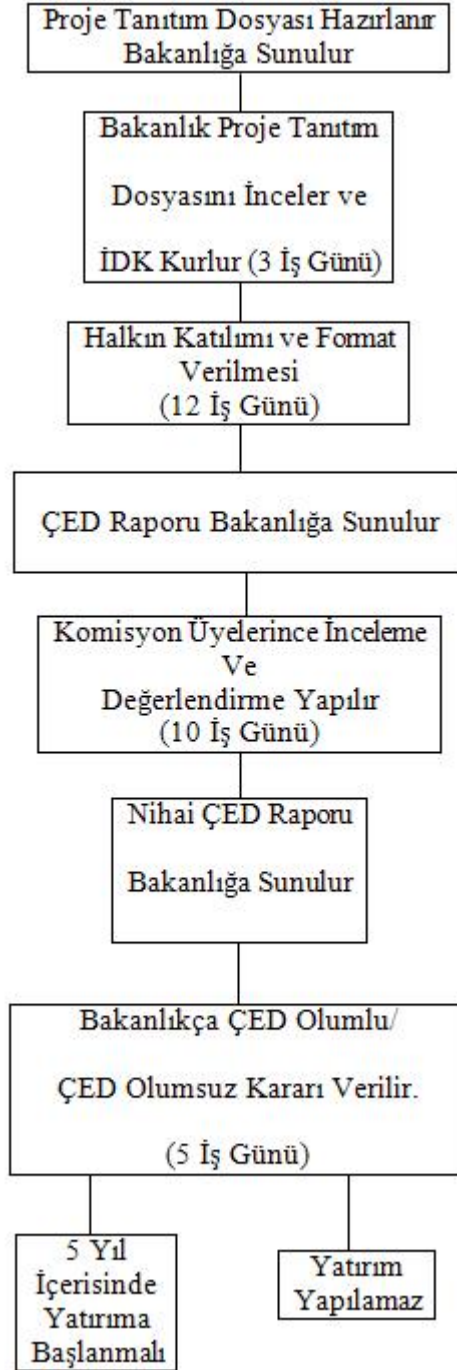 Proje Tanıtım Dosyası Hazırlanır
Bakanlığa Sunulur
Bakanlık Proje Tanıtım
Dosyasını İnceler ve
İDK Kurlur (3 İş Günü)
Halkın Katılımı ve Format
Verilmesi
(12 İş Günü)
ÇED Raporu Bakanlığa Sunulur
Komisyon Üyelerince İnceleme
Ve
Değerlendirme Yapılır
(10 İş Günü)
Nihai ÇED Raporu
Bakanlığa Sunulur
Bakanlıkça ÇED Olumlu/
ÇED Olumsuz Kararı Verilir.
(5 İş Günü)
5 Yıl
İçerisinde
Yatırıma
Başlanmalı
Yatırım
Yapılamaz